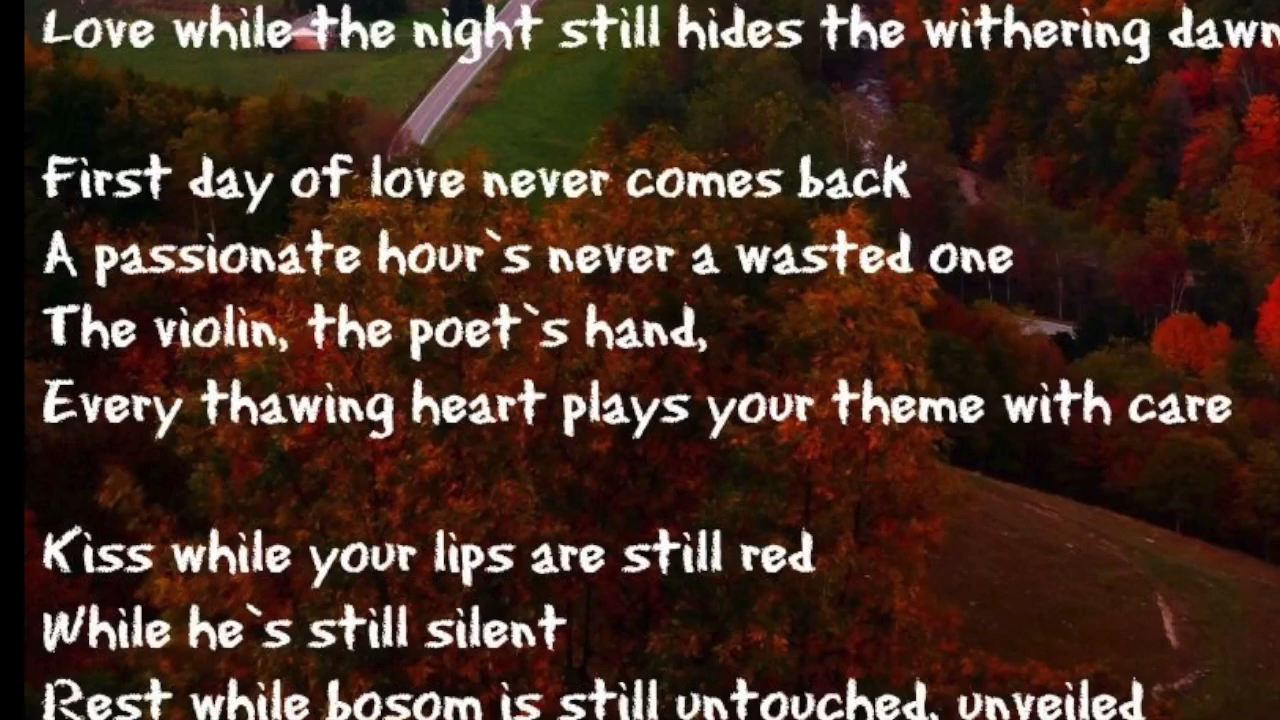 Love while the night still hides the withering dawn
First day of love never comes back
A passionate hour`s never a wasted one
The violin, the poet`s hand,
Every thawing heart plays your theme with care
Kiss while your lips are still red
While he`s still silent
Rest while bosom is still untouched, unveiled